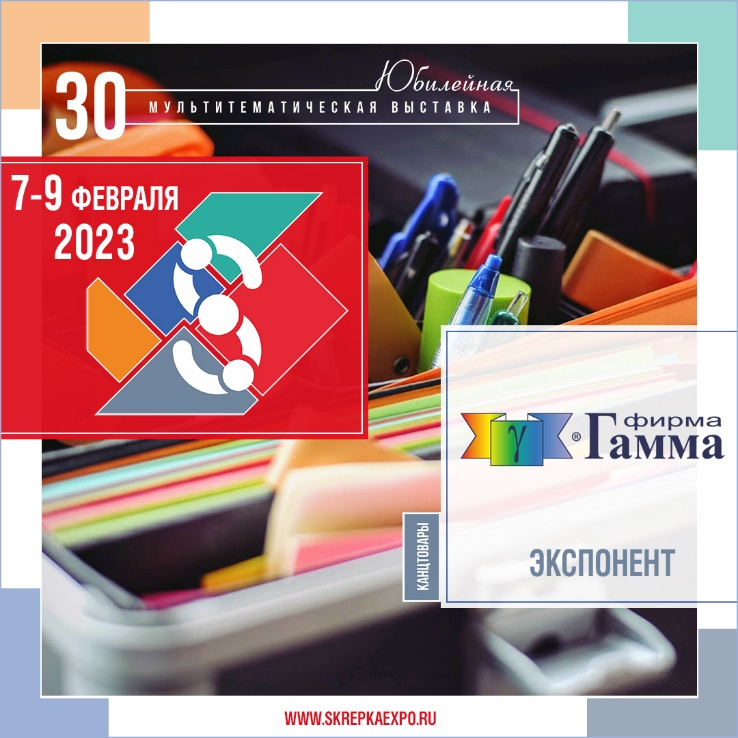 30
Юбилейная
МУЛЬТИТЕМАТИЧЕСКАЯ ВЫСТАВКА
7-9 ФЕВРАЛЯ
2023
γ ® фирма
Гамма
КАНЦТОВАРЫ
ЭКСПОНЕНТ
WWW.SKREPKAEXPO.RU